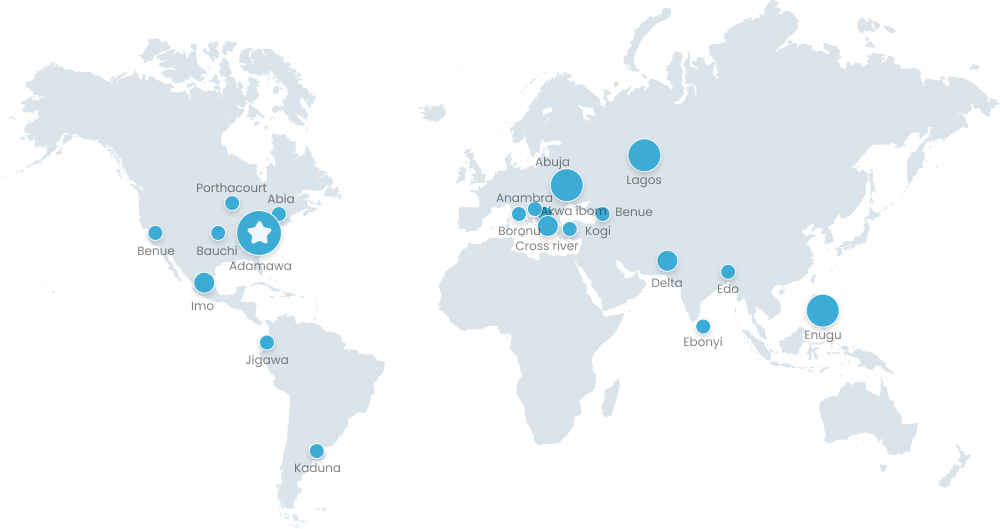 Abuja
Lagos
Porthacourt
Abia
Anambra
Akwa Ibom
Benue
Boronu
Kogi
Cross river
Benue
Bauchi
Adamawa
Delta
Edo
Imo
Enugu
Ebonyi
Jigawa
Kaduna